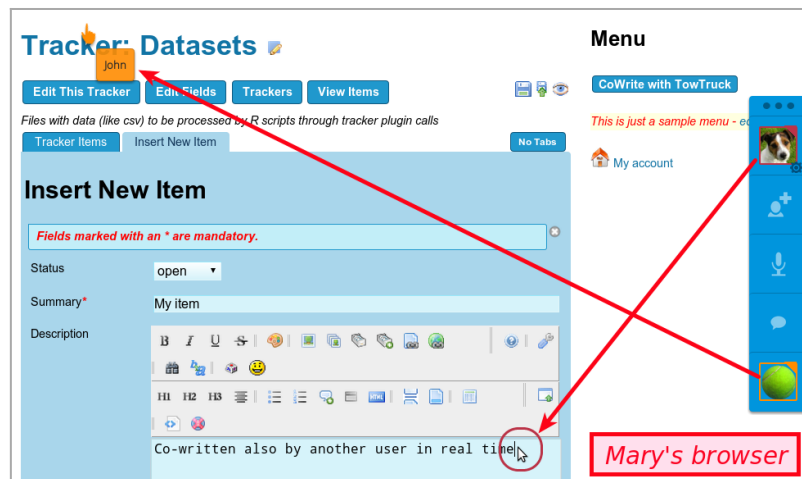 Tracker: Datasets
John
Menu
Edit This Tracker Edit Fields Trackers View Items
CoWrite with TowTruck
Files with data (like csv) to be processed by R scripts through tracker plugin calls
This is just a sample menu -
Tracker Items Insert New Item No Tabs
My account
Insert New Item
Fields marked with an * are mandatory.
Status open
Summary* My item
Description
B I U S
H1 H2 H3
HTML
Co-written also by another user in real time
Mary's browser